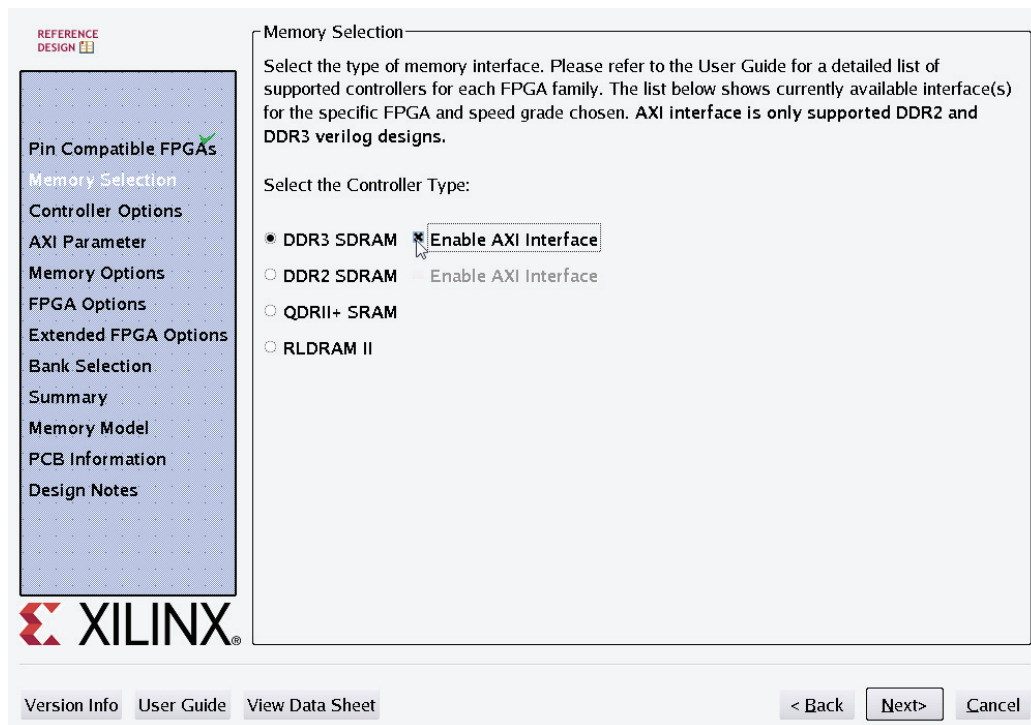 REFERENCE
DESIGN
Pin Compatible FPGAs
Memory Selection
Controller Options
AXI Parameter
Memory Options
FPGA Options
Extended FPGA Options
Bank Selection
Summary
Memory Model
PCB Information
Design Notes
XILINX®
Memory Selection
Select the type of memory interface. Please refer to the User Guide for a detailed list of
supported controllers for each FPGA family. The list below shows currently available interface(s)
for the specific FPGA and speed grade chosen. AXI interface is only supported DDR2 and
DDR3 verilog designs.
Select the Controller Type:
DDR3 SDRAM Enable AXI Interface
DDR2 SDRAM Enable AXI Interface
QDRII+ SRAM
RLDRAM II
Version Info User Guide View Data Sheet < Back Next> Cancel